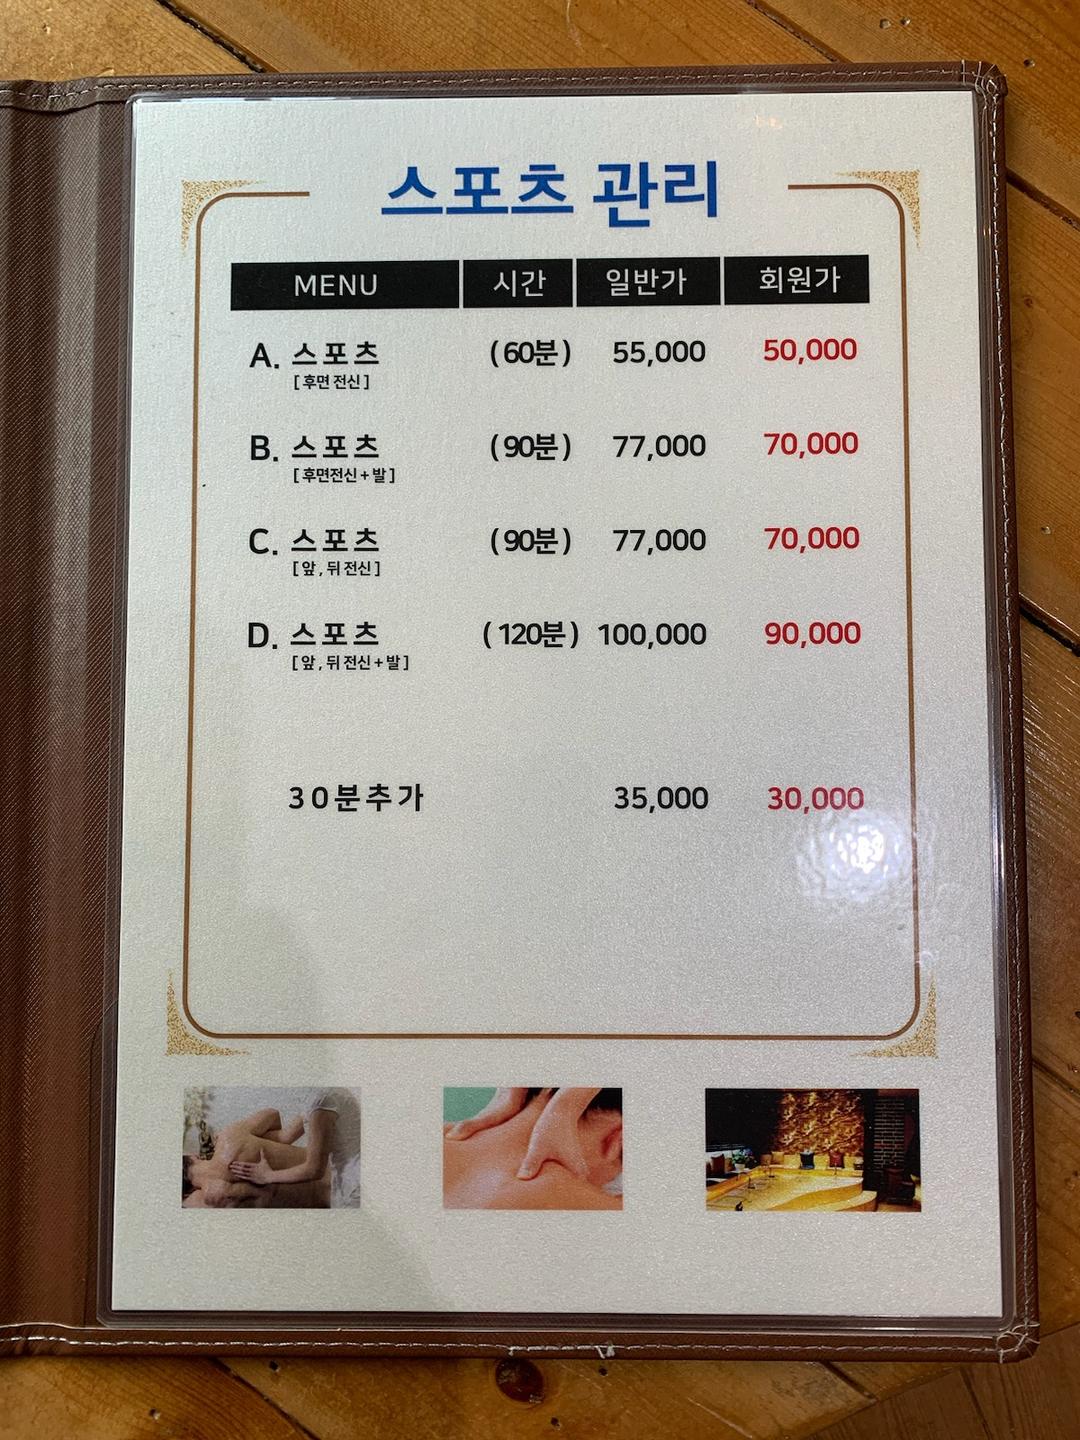 스포츠 관리
MENU 시간 일반가 회원가
A. 스포츠 (60분) 55,000 50,000
[후면 전신]
B. 스포츠 (90분) 77,000 70,000
[후면전신+발]
C. 스포츠 (90분) 77,000 70,000
[앞,뒤 전신]
D. 스포츠 (120분) 100,000 90,000
[앞,뒤 전신+발]
30분추가 35,000 30,000